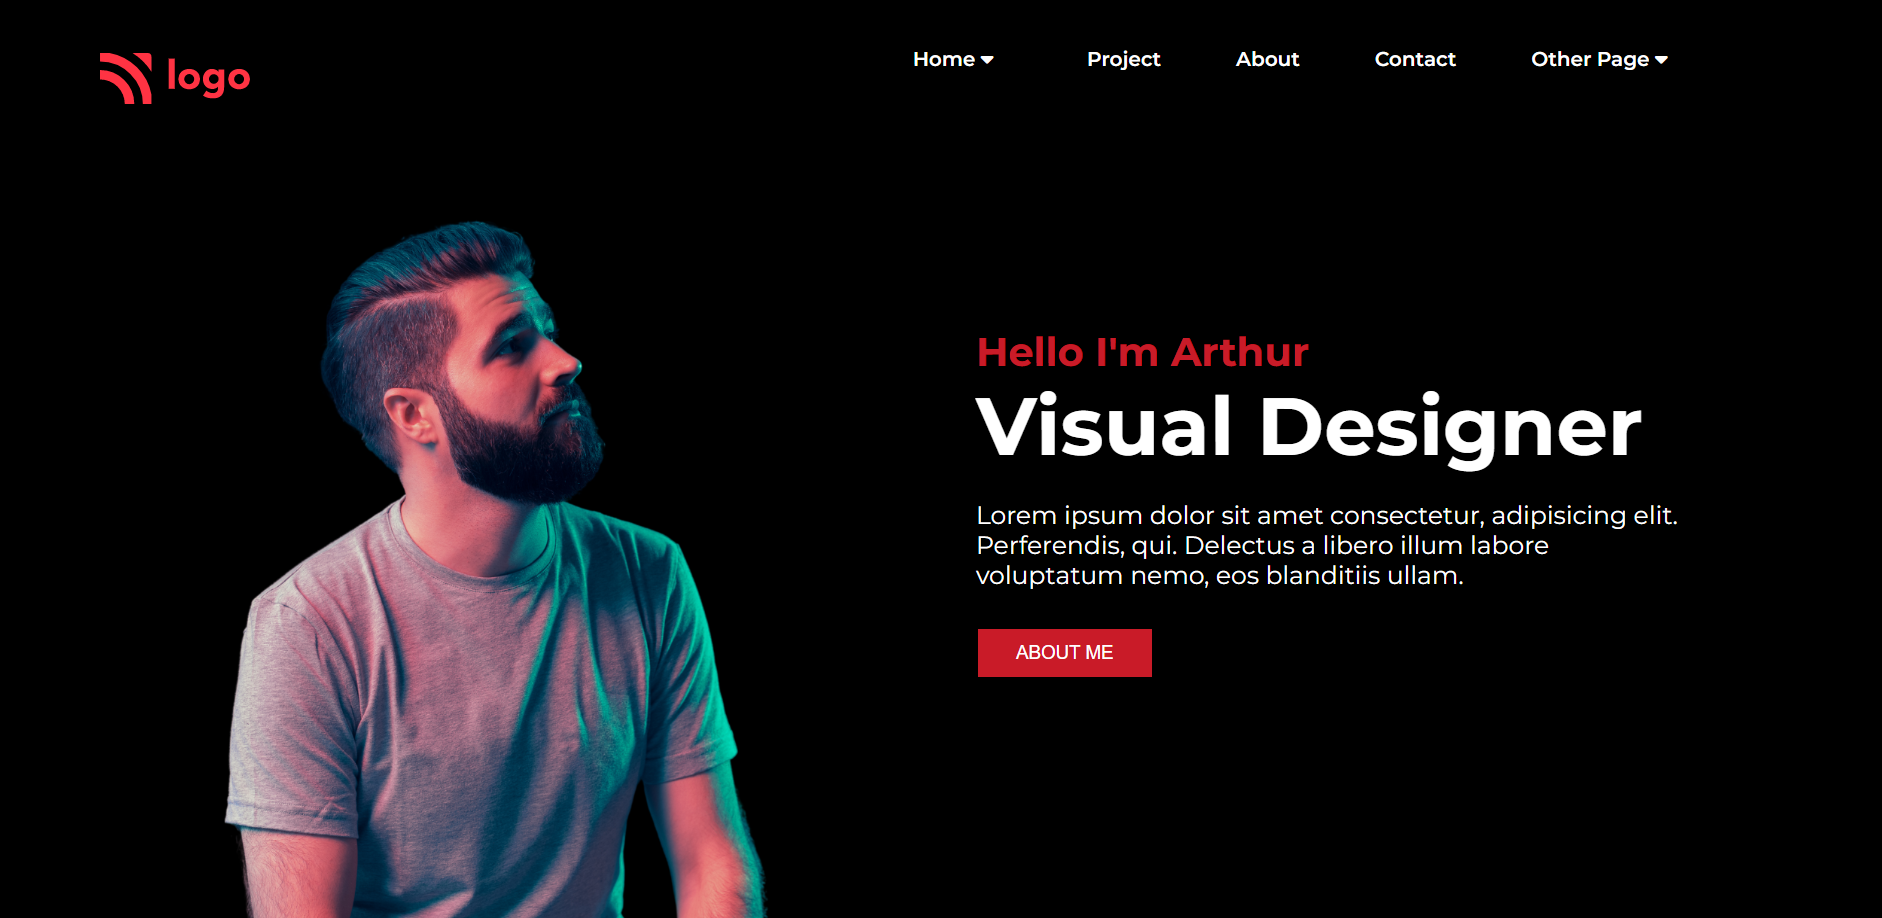 logo
Home
Project
About
Contact
Other Page
Hello I'm Arthur
Visual Designer
Lorem ipsum dolor sit amet consectetur, adipisicing elit.
Perferendis, qui. Delectus a libero illum labore
voluptatum nemo, eos blanditiis ullam.
ABOUT ME